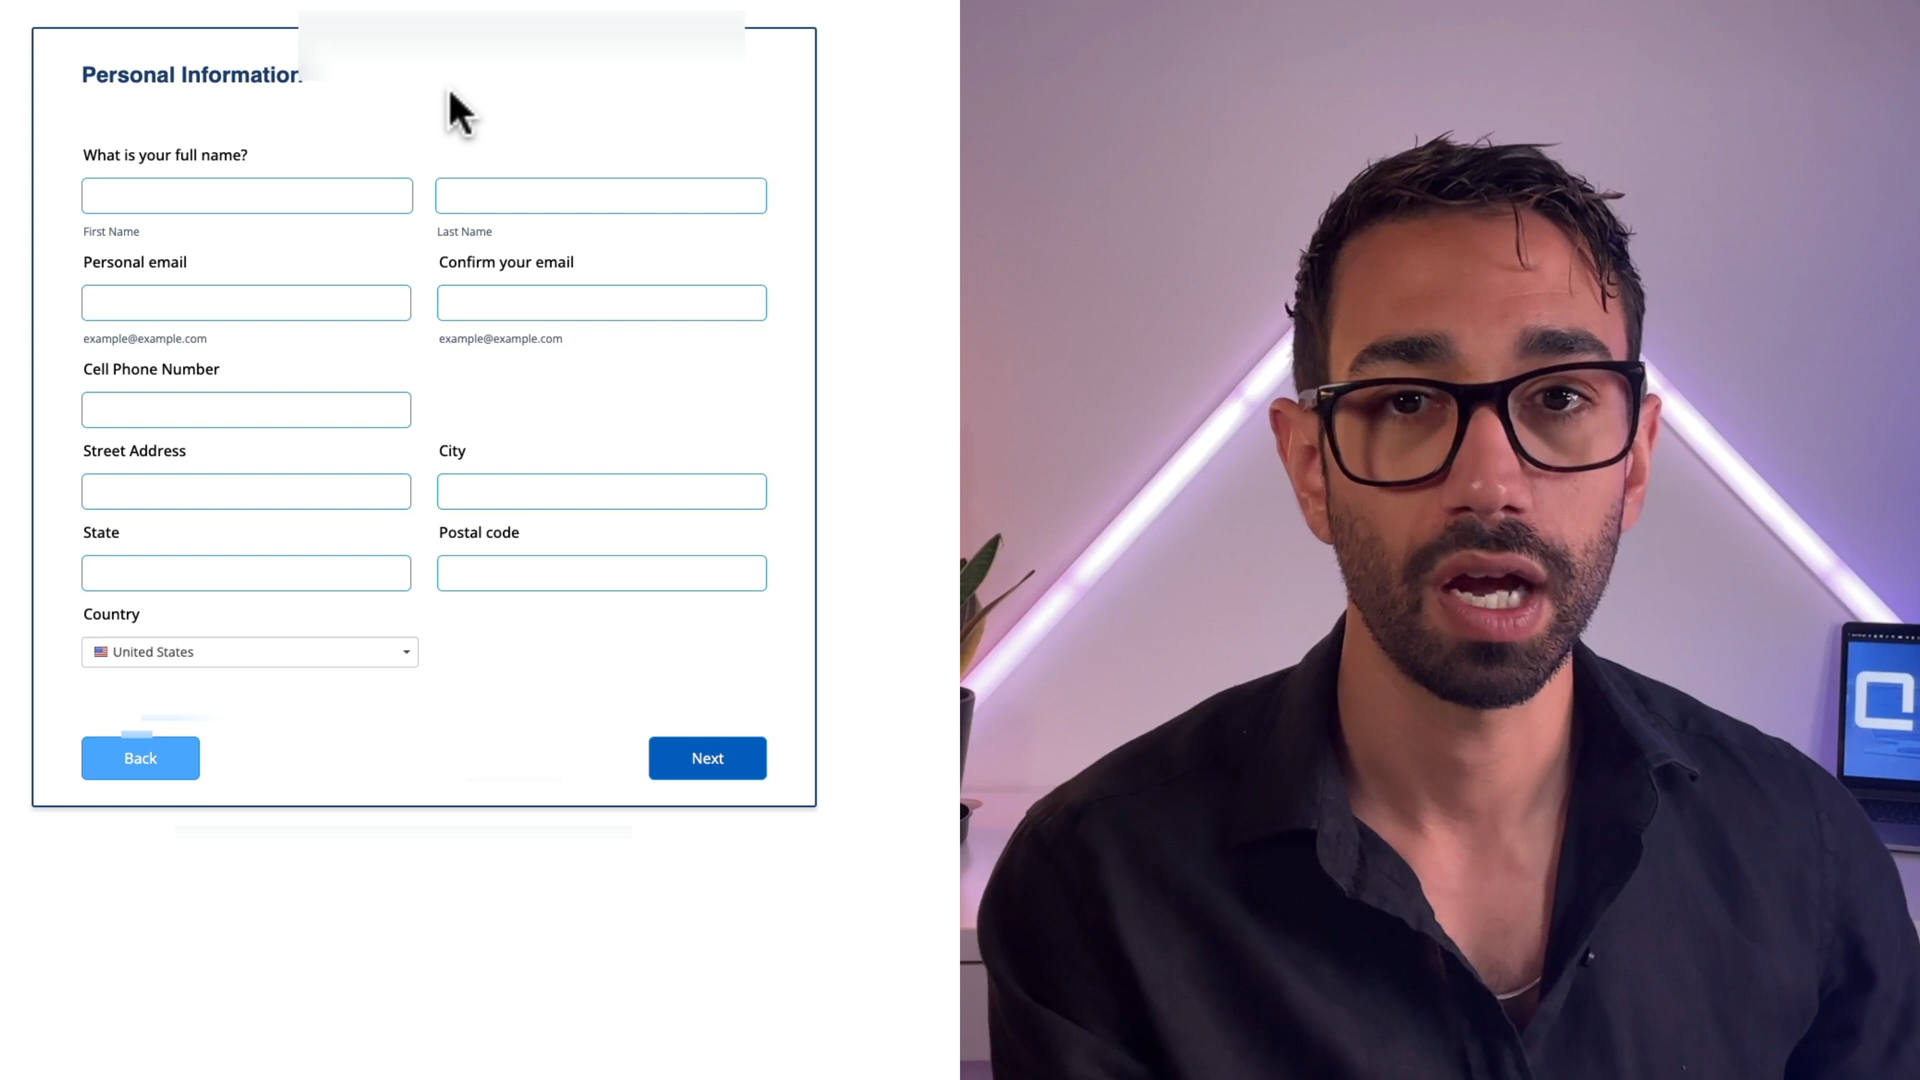 Personal Information
What is your full name?
First Name
Last Name
Personal email
Confirm your email
example@example.com
example@example.com
Cell Phone Number
Street Address
City
State
Postal code
Country
United States
Back
Next